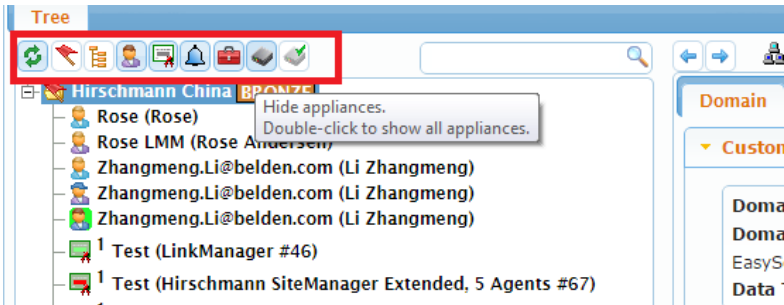 Tree
Hirschmann China BRONZE
Hide appliances.
Double-click to show all appliances.
Rose (Rose)
Rose LMM (Rose Andersen)
Zhangmeng.Li@belden.com (Li Zhangmeng)
Zhangmeng.Li@belden.com (Li Zhangmeng)
Zhangmeng.Li@belden.com (Li Zhangmeng)
1 Test (LinkManager #46)
1 Test (Hirschmann SiteManager Extended, 5 Agents #67)
Domain
Custon
Doma
Doma
EasyS
Data